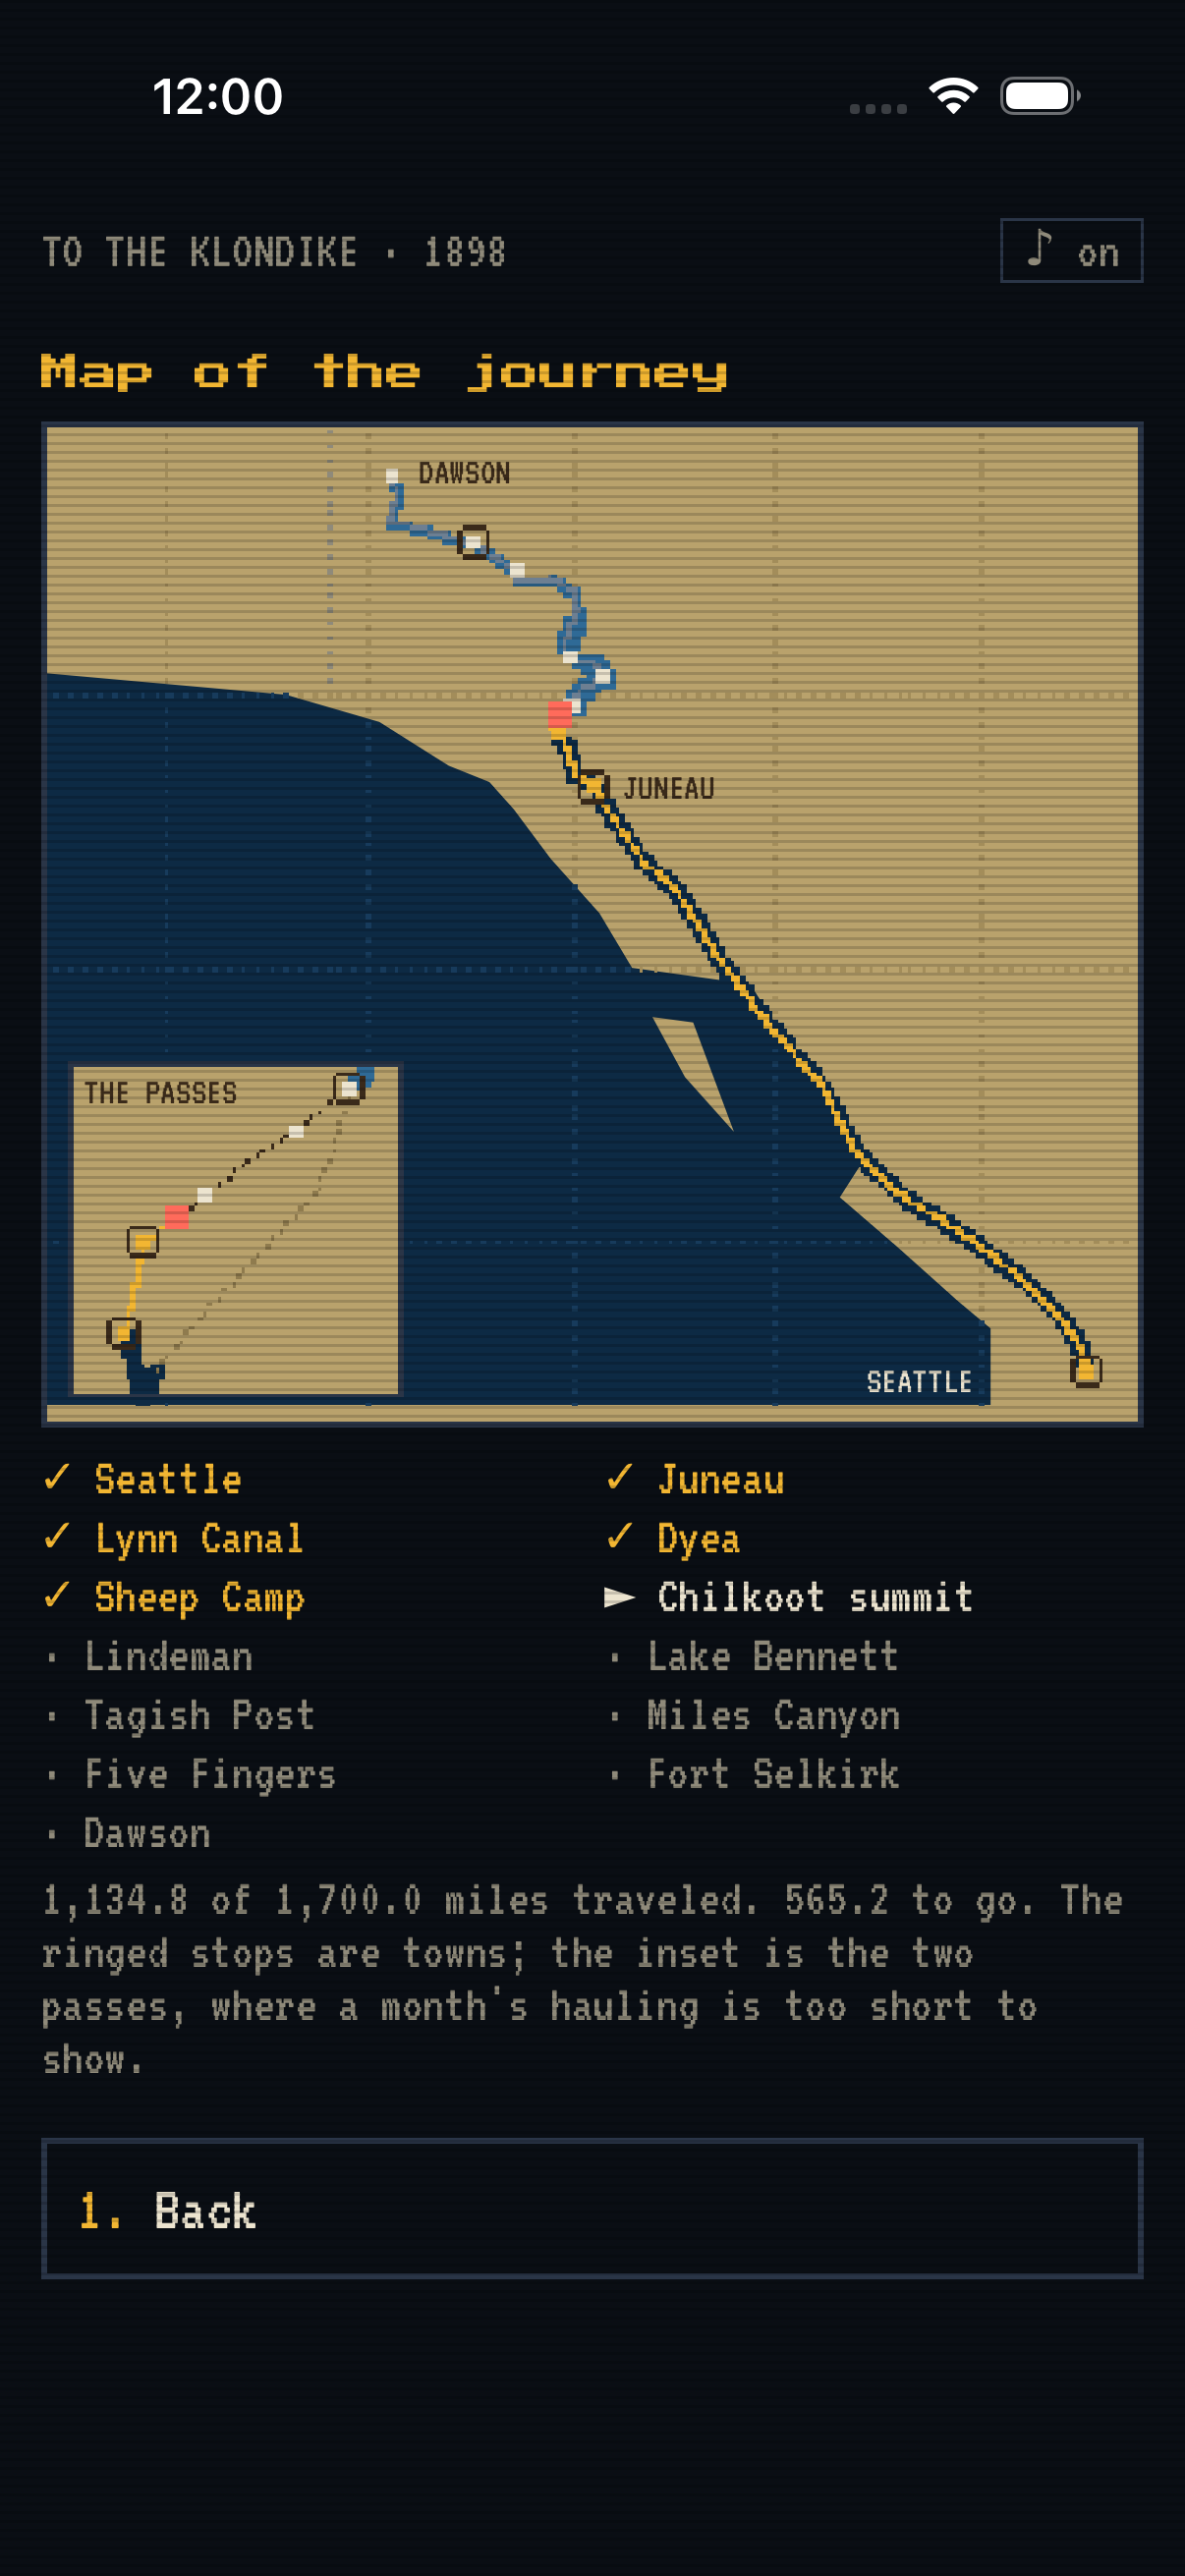 12:00
TO THE KLONDIKE · 1898
♪ on
Map of the journey
DAWSON
JUNEAU
THE PASSES
SEATTLE
✓ Seattle
✓ Juneau
✓ Lynn Canal
✓ Dyea
✓ Sheep Camp
► Chilkoot summit
· Lindeman
· Lake Bennett
· Tagish Post
· Miles Canyon
· Five Fingers
· Fort Selkirk
· Dawson
1,134.8 of 1,700.0 miles traveled. 565.2 to go. The
ringed stops are towns; the inset is the two
passes, where a month's hauling is too short to
show.
1. Back